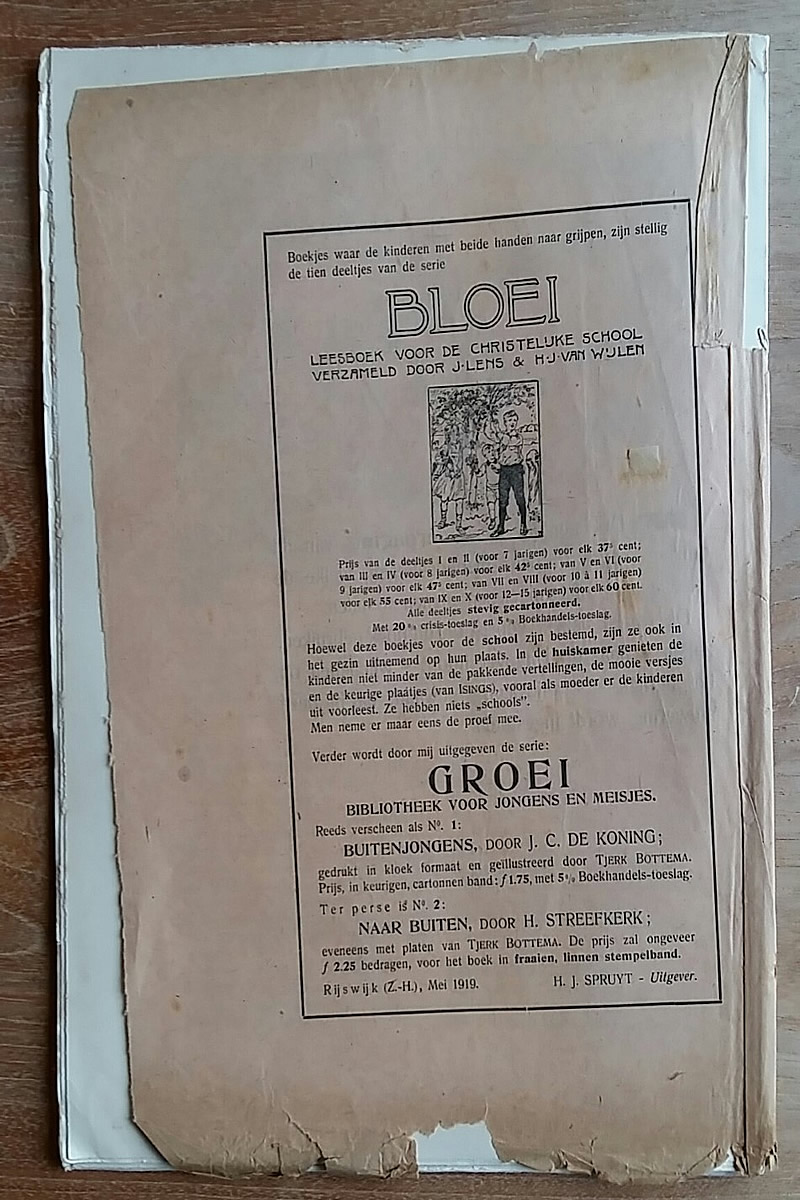 Boekjes waar de kinderen met beide handen naar grijpen, zijn stellig
de tien deeltjes van de serie
BLOEI
LEESBOEK VOOR DE CHRISTELIJKE SCHOOL
VERZAMELD DOOR J·LENS & H·J·VAN WIJLEN
Prijs van de deeltjes I en II (voor 7 jarigen) voor elk 37⁵ cent;
van III en IV (voor 8 jarigen) voor elk 42⁵ cent; van V en VI (voor
9 jarigen) voor elk 47⁵ cent; van VII en VIII (voor 10 à 11 jarigen)
voor elk 55 cent; van IX en X (voor 12—15 jarigen) voor elk 60 cent.
Alle deeltjes stevig gecartonneerd.
Met 20% crisis-toeslag en 5% Boekhandels-toeslag.
Hoewel deze boekjes voor de school zijn bestemd, zijn ze ook in
het gezin uitnemend op hun plaats. In de huiskamer genieten de
kinderen niet minder van de pakkende vertellingen, de mooie versjes
en de keurige plaatjes (van ISINGS), vooral als moeder er de kinderen
uit voorleest. Ze hebben niets „schools”.
Men neme er maar eens de proef mee.
Verder wordt door mij uitgegeven de serie:
GROEI
BIBLIOTHEEK VOOR JONGENS EN MEISJES.
Reeds verscheen als Nº. 1:
BUITENJONGENS, DOOR J. C. DE KONING;
gedrukt in kloek formaat en geïllustreerd door TJERK BOTTEMA.
Prijs, in keurigen, cartonnen band: ƒ 1.75, met 5% Boekhandels-toeslag.
Ter perse is Nº. 2:
NAAR BUITEN, DOOR H. STREEFKERK;
eveneens met platen van TJERK BOTTEMA. De prijs zal ongeveer
ƒ 2.25 bedragen, voor het boek in fraaien, linnen stempelband.
Rijswijk (Z.-H.), Mei 1919. H. J. SPRUYT - Uitgever.